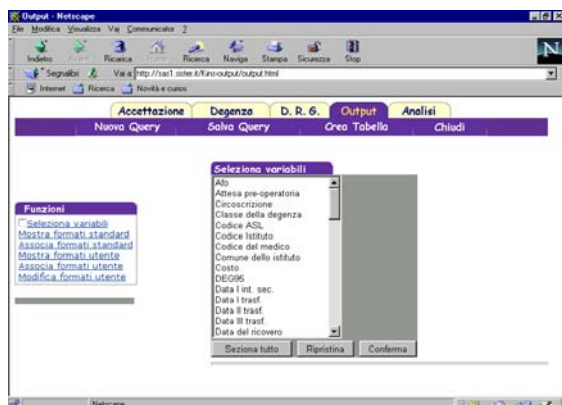 Output - Netscape
File Modifica Visualizza Vai Communicator ?
Indietro Avanti Ricarica Home Ricerca Naviga Stampa Sicurezza Stop
N
Segnalibri Vai a: http://sas1.sister.it/Kins-output/output.html
Internet Ricerca Novità e curios
Accettazione Degenza D. R. G. Output Analisi
Nuova Query Salva Query Crea Tabella Chiudi
Seleziona variabili
Afo
Attesa pre-operatoria
Circoscrizione
Classe della degenza
Codice ASL
Codice Istituto
Codice del medico
Comune dello istituto
Costo
DEG95
Data I int. sec.
Data I trasf.
Data II trasf.
Data III trasf.
Data del ricovero
Seziona tutto Ripristina Conferma
Funzioni
Seleziona variabili
Mostra formati standard
Associa formati standard
Mostra formati utente
Associa formati utente
Modifica formati utente
Netscape